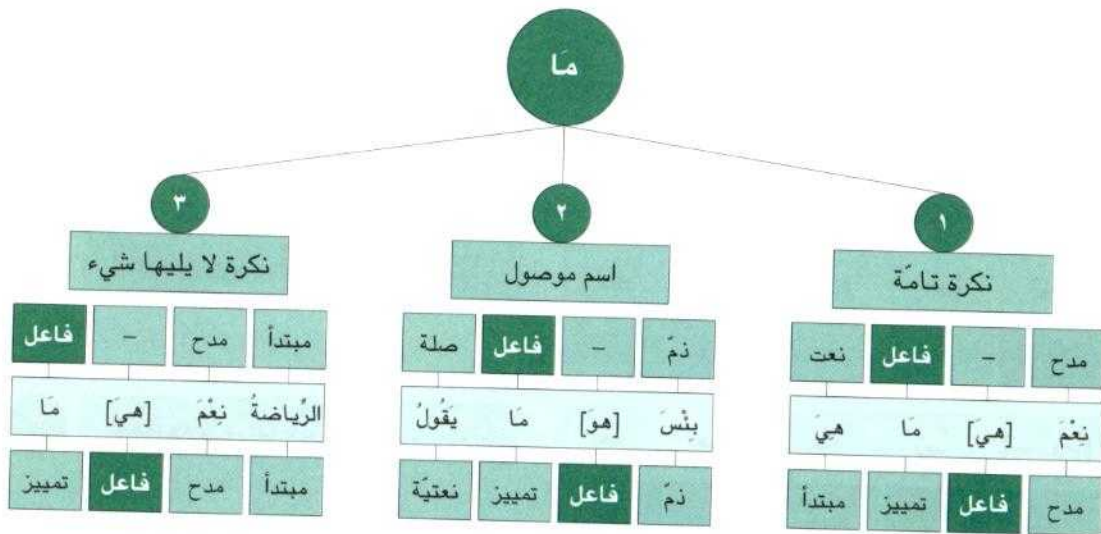 مَا
١ ٢ ٣
نكرة تامّة
مدح – فاعل نعت
نِعْمَ [هيَ] مَا هِيَ
مدح فاعل تمييز مبتدأ
اسم موصول
ذمّ – فاعل صلة
بِئْسَ [هوَ] مَا يَقُولُ
ذمّ فاعل تمييز نعتيّة
نكرة لا يليها شيء
مبتدأ مدح – فاعل
الرِّياضةُ نِعْمَ [هيَ] مَا
مبتدأ مدح فاعل تمييز